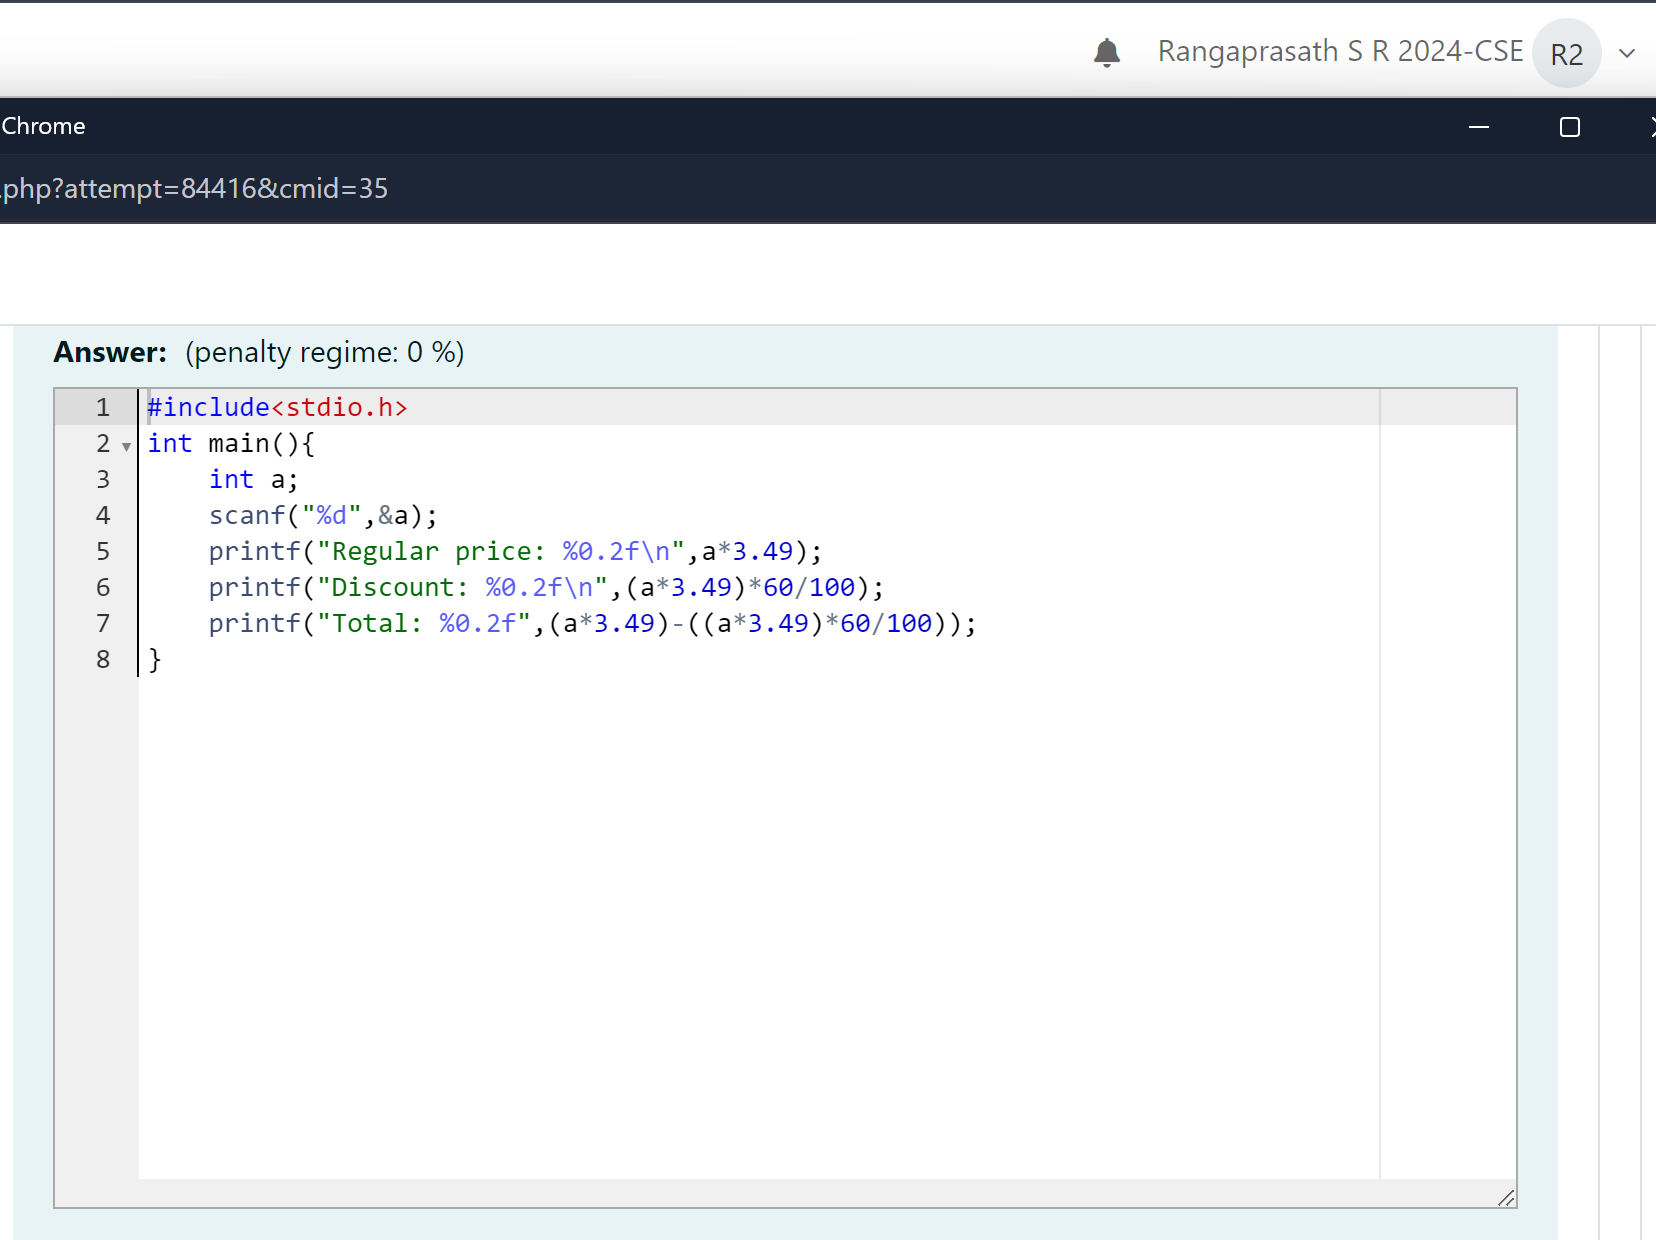 Rangaprasath S R 2024-CSE R2
Chrome
.php?attempt=84416&cmid=35
Answer: (penalty regime: 0 %)
1 #include<stdio.h>
2 int main(){
3     int a;
4     scanf("%d",&a);
5     printf("Regular price: %0.2f\n",a*3.49);
6     printf("Discount: %0.2f\n",(a*3.49)*60/100);
7     printf("Total: %0.2f",(a*3.49)-((a*3.49)*60/100));
8 }